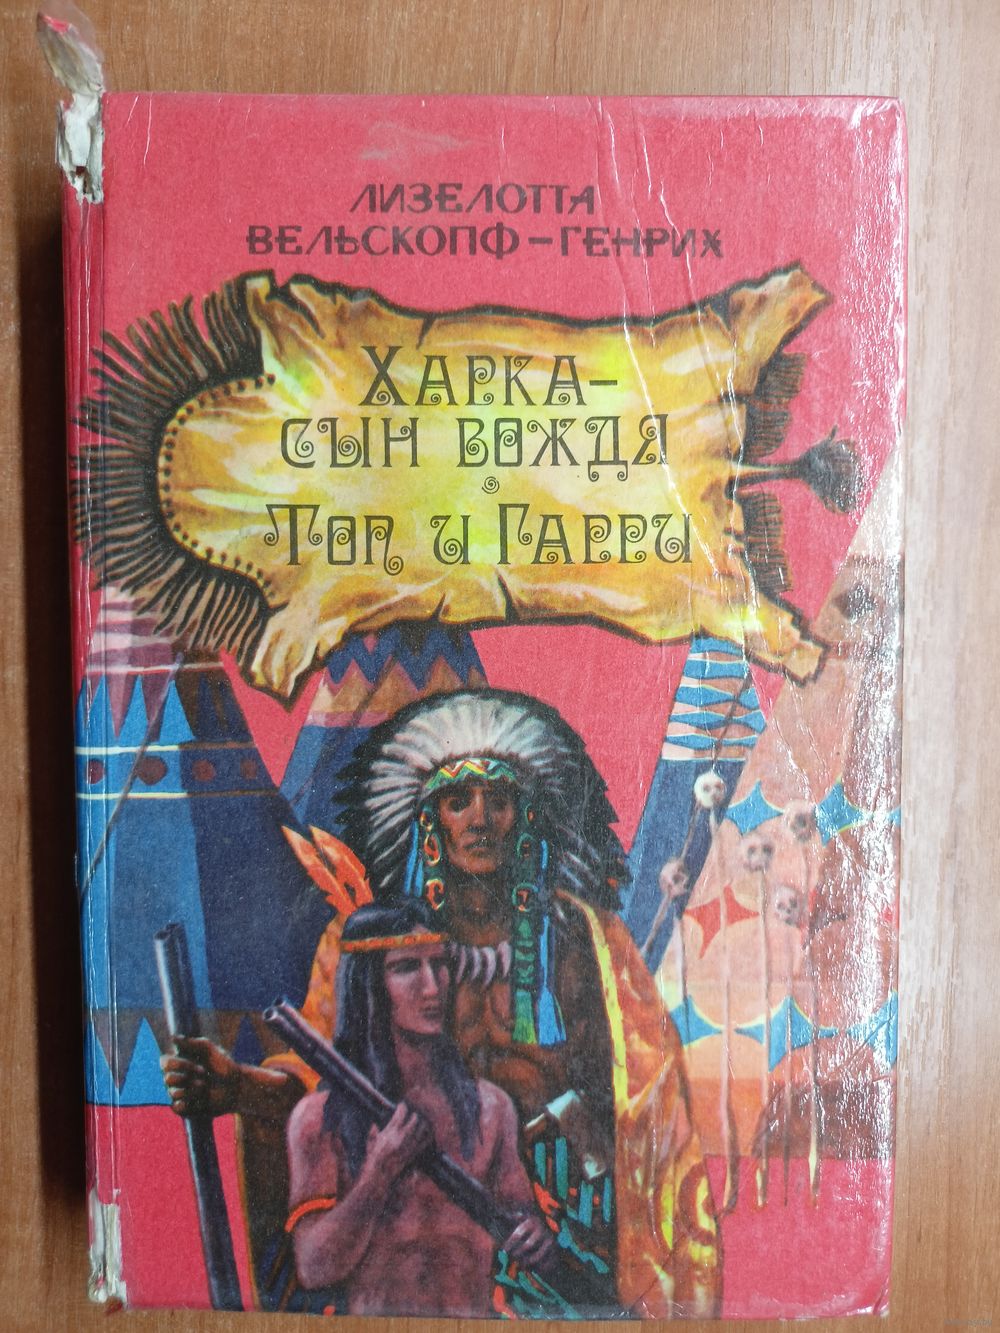 ЛИЗЕЛОТТА
ВЕЛЬСКОПФ-ГЕНРИХ
ХАРКА-
СЫН ВОЖДЯ
ТОП И ГАРРИ